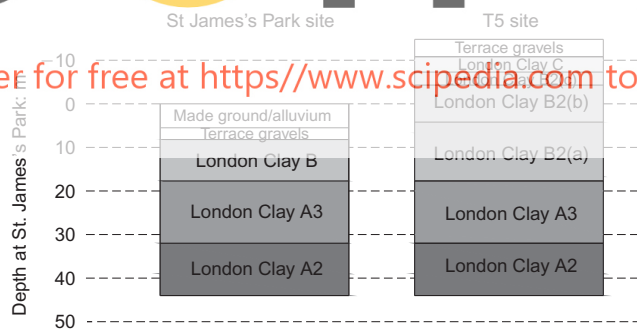 St James's Park site
T5 site
er for free at https//www.scipedia.com to
Terrace gravels
London Clay C
London Clay B2(b)
London Clay B2(a)
London Clay A3
London Clay A2
Made ground/alluvium
Terrace gravels
London Clay B
London Clay A3
London Clay A2
–10
0
10
20
30
40
50
Depth at St. James's Park: m